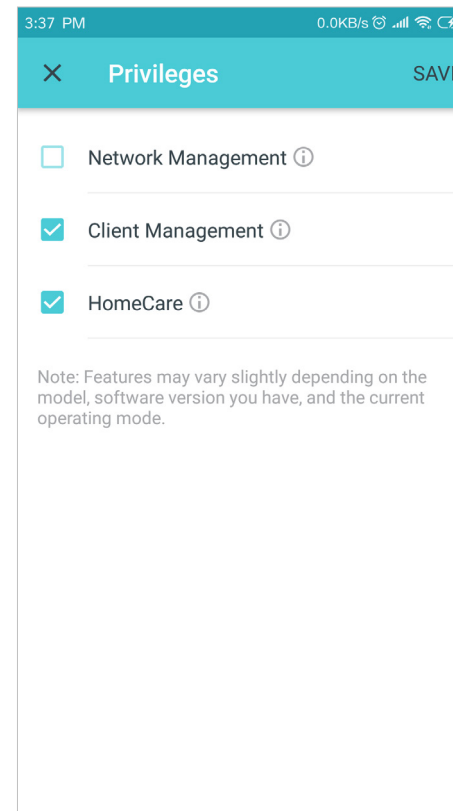 3:37 PM 0.0KB/s
Privileges
Network Management
Client Management
HomeCare
Note: Features may vary slightly depending on the
model, software version you have, and the current
operating mode.